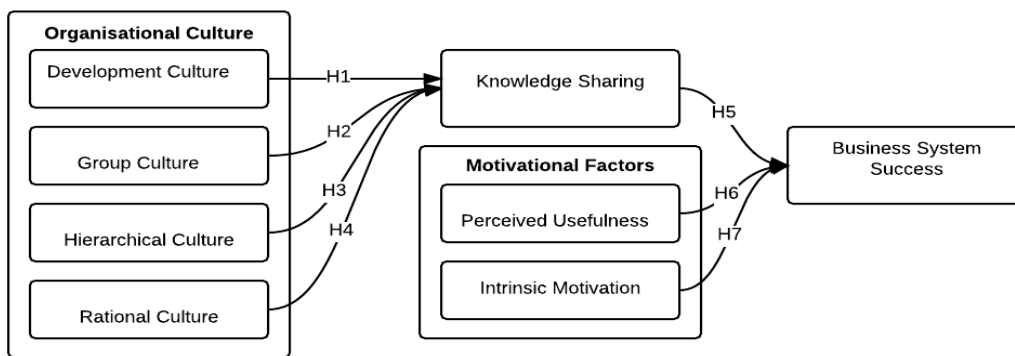 Organisational Culture
Development Culture
Group Culture
Hierarchical Culture
Rational Culture
H1
H2
H3
H4
Knowledge Sharing
Motivational Factors
Perceived Usefulness
Intrinsic Motivation
H5
H6
H7
Business System
Success